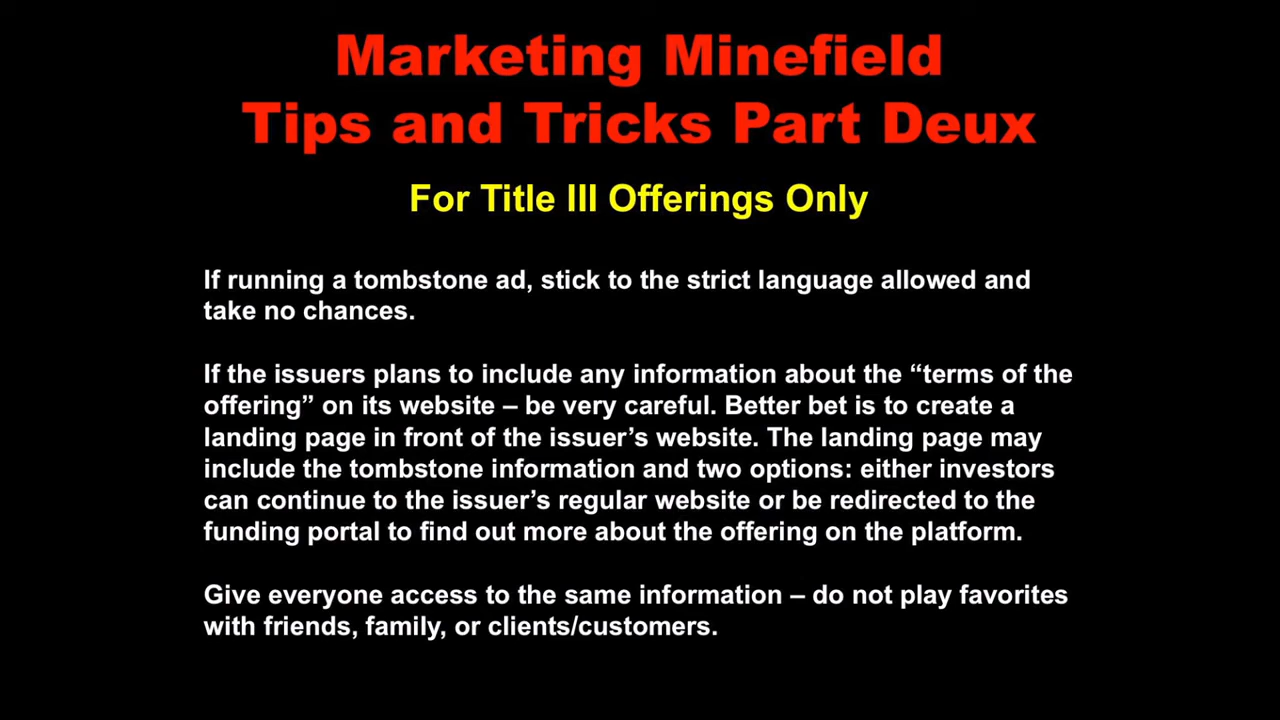 Marketing Minefield
Tips and Tricks Part Deux
For Title III Offerings Only
If running a tombstone ad, stick to the strict language allowed and
take no chances.
If the issuers plans to include any information about the “terms of the
offering” on its website – be very careful. Better bet is to create a
landing page in front of the issuer’s website. The landing page may
include the tombstone information and two options: either investors
can continue to the issuer’s regular website or be redirected to the
funding portal to find out more about the offering on the platform.
Give everyone access to the same information – do not play favorites
with friends, family, or clients/customers.